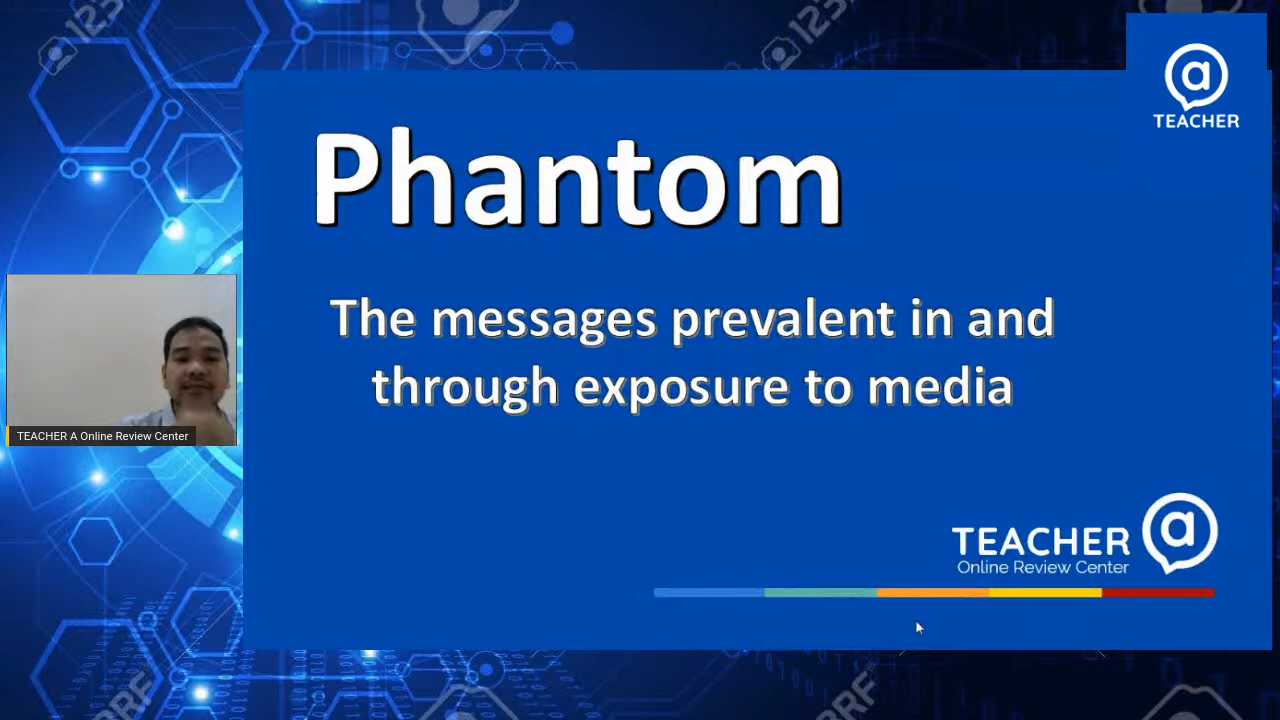 TEACHER
Phantom
The messages prevalent in and
through exposure to media
TEACHER A Online Review Center
TEACHER
Online Review Center